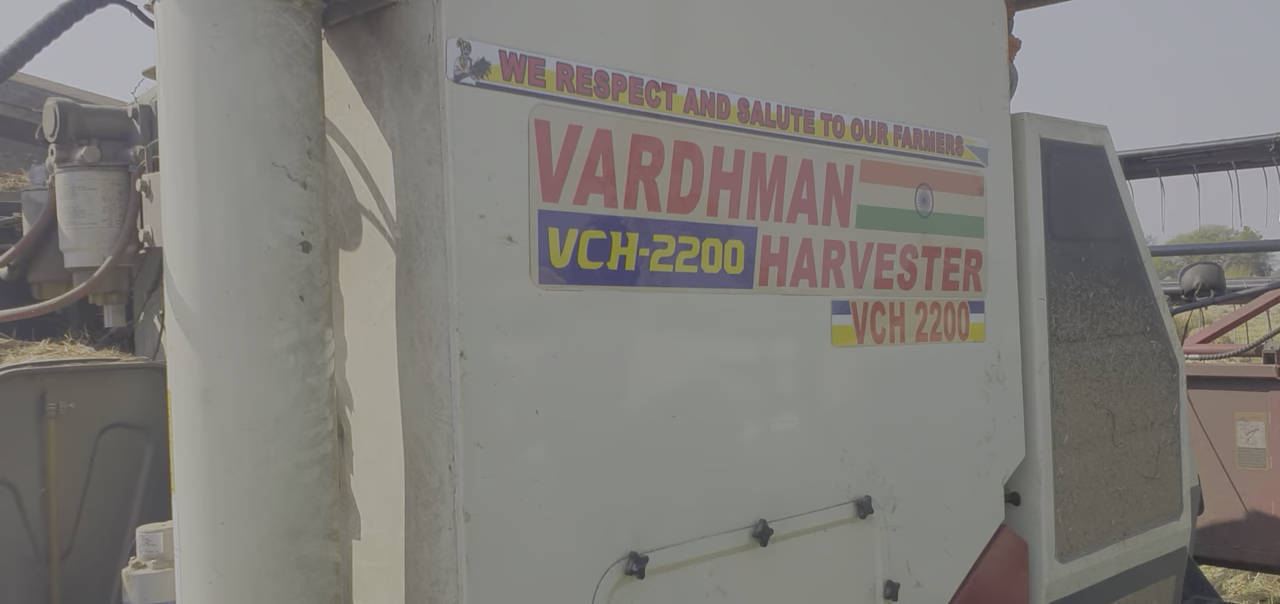 WE RESPECT AND SALUTE TO OUR FARMERS
VARDHMAN
VCH-2200 HARVESTER
VCH 2200